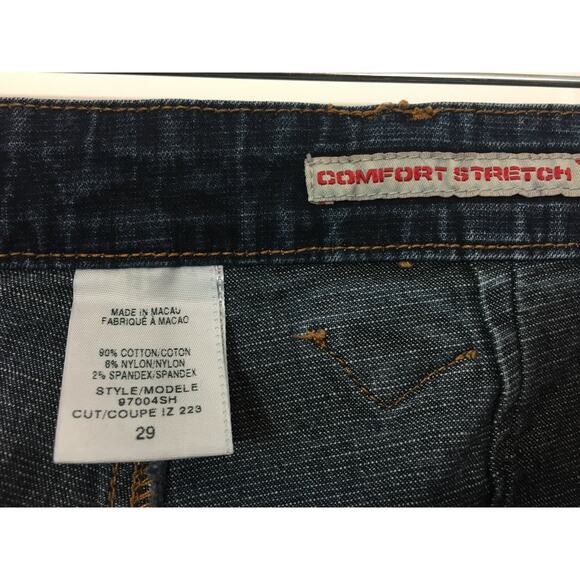 COMFORT STRETCH
MADE IN MACAU
FABRIQUÉ À MACAO
90% COTTON/COTON
8% NYLON/NYLON
2% SPANDEX/SPANDEX
STYLE/MODELE
97004SH
CUT/COUPE IZ 223
29